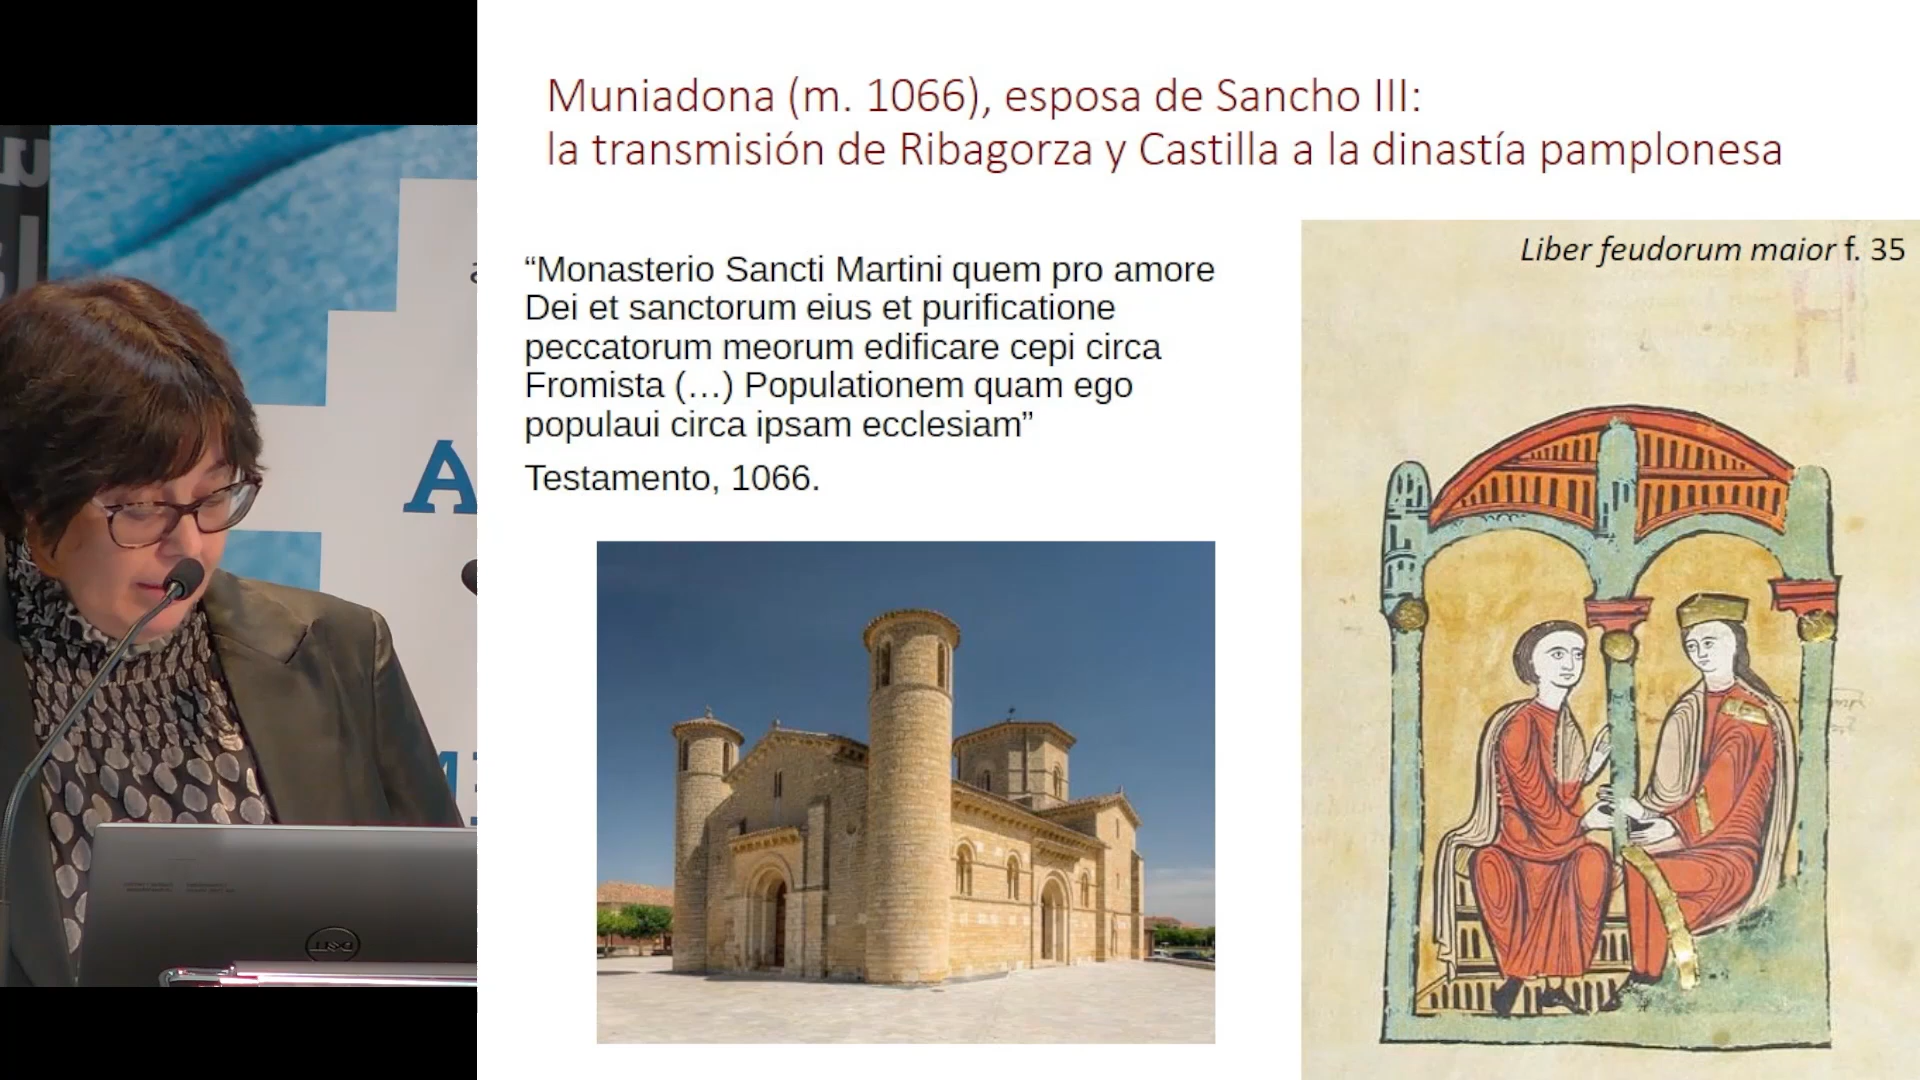 Muniadona (m. 1066), esposa de Sancho III:
la transmisión de Ribagorza y Castilla a la dinastía pamplonesa
“Monasterio Sancti Martini quem pro amore
Dei et sanctorum eius et purificatione
peccatorum meorum edificare cepi circa
Fromista (…) Populationem quam ego
populaui circa ipsam ecclesiam”
Testamento, 1066.
Liber feudorum maior f. 35
A
DELL